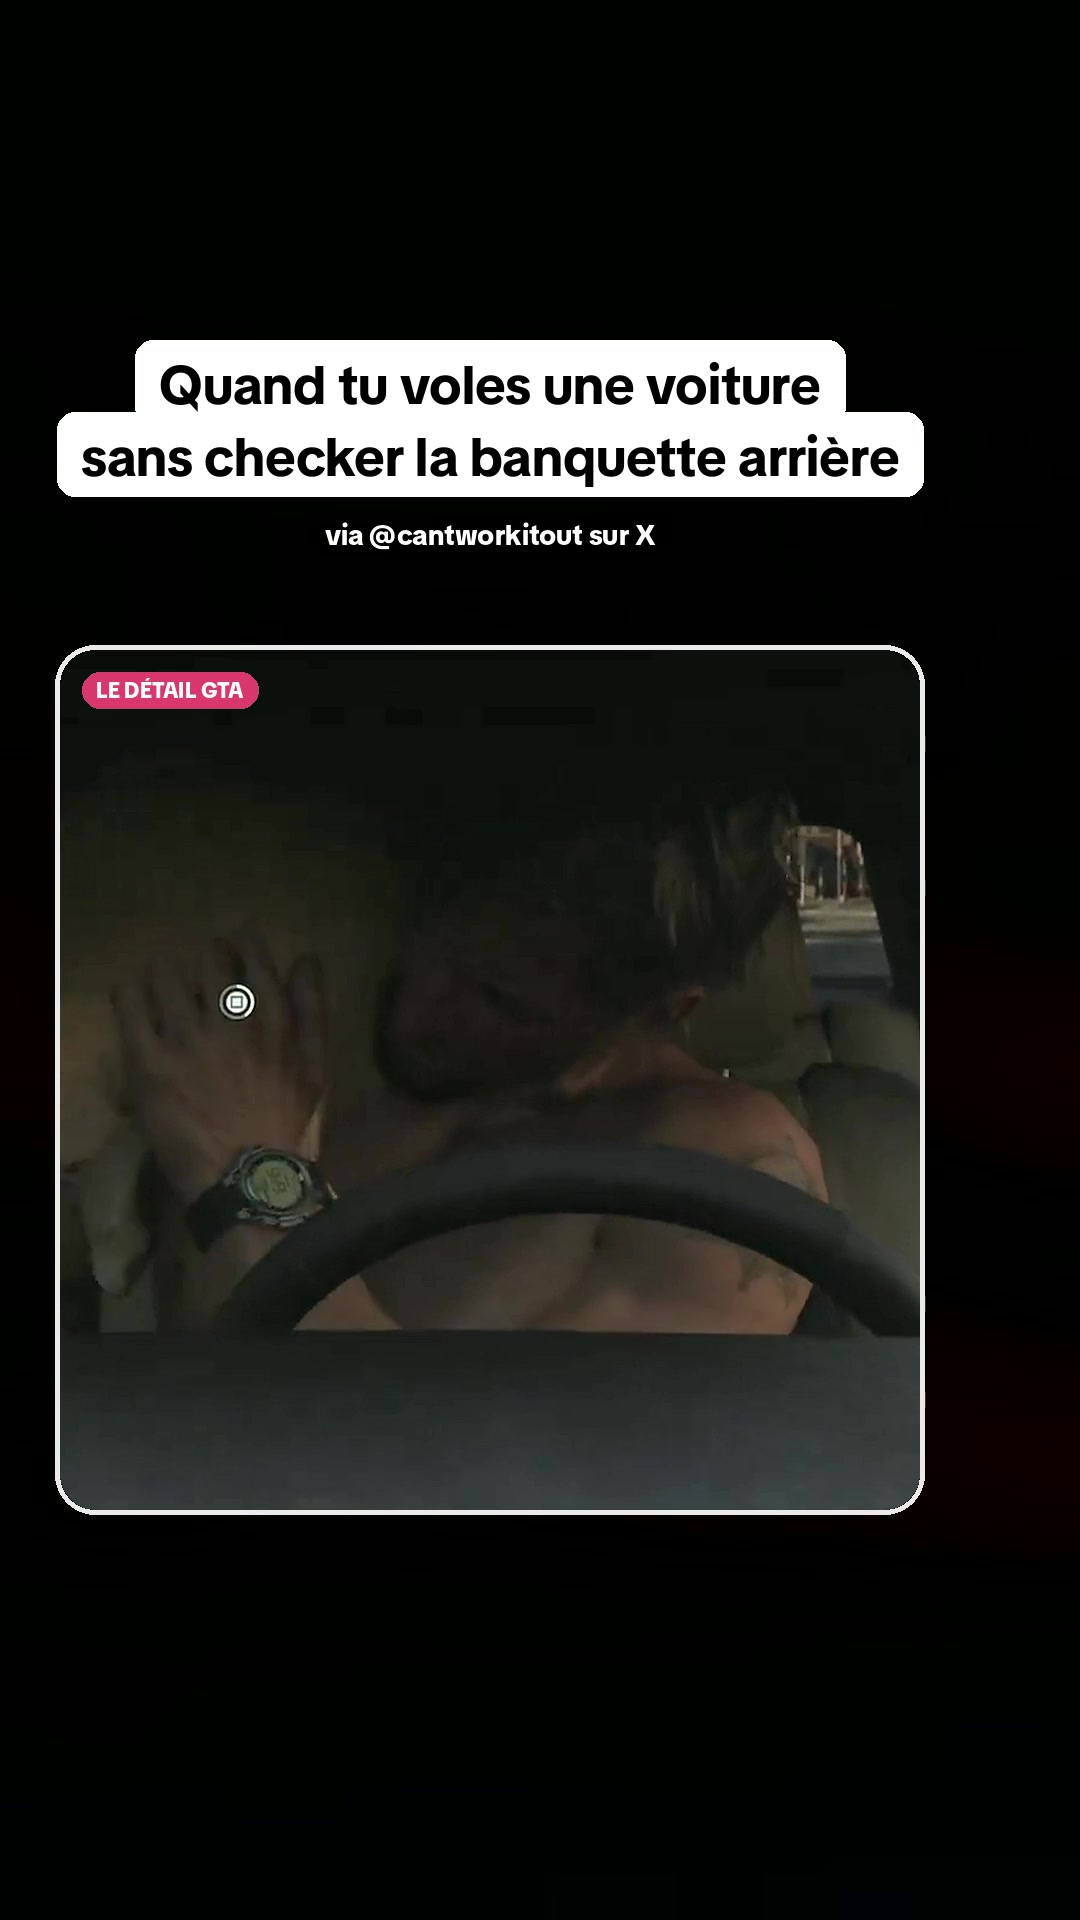 Quand tu voles une voiture
sans checker la banquette arrière
via @cantworkitout sur X
LE DÉTAIL GTA